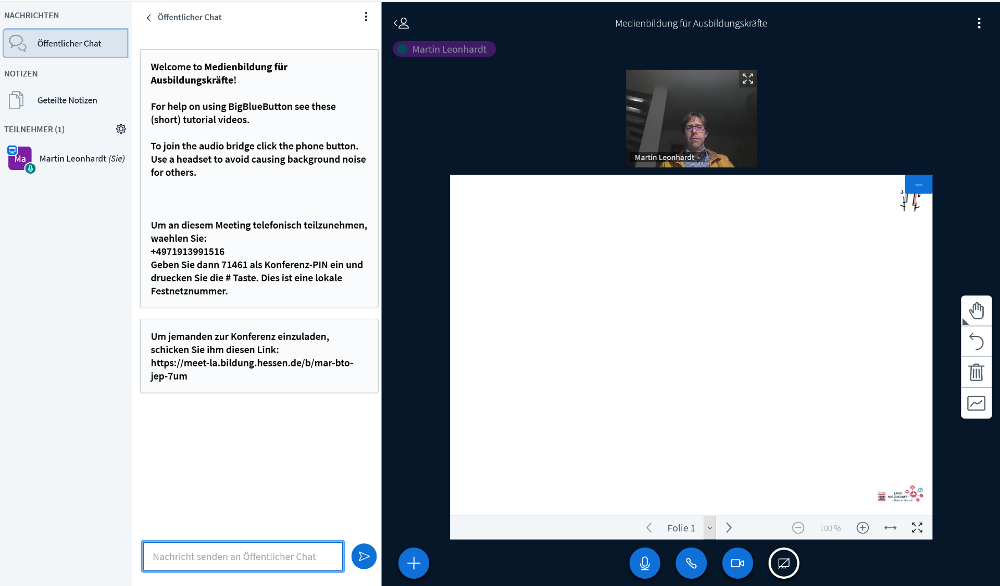 NACHRICHTEN
Öffentlicher Chat
NOTIZEN
Geteilte Notizen
TEILNEHMER (1)
Ma
Martin Leonhardt (Sie)
Öffentlicher Chat
Welcome to Medienbildung für
Ausbildungskräfte!
For help on using BigBlueButton see these
(short) tutorial videos.
To join the audio bridge click the phone button.
Use a headset to avoid causing background noise
for others.
Um an diesem Meeting telefonisch teilzunehmen,
waehlen Sie:
+4971913991516
Geben Sie dann 71461 als Konferenz-PIN ein und
druecken Sie die # Taste. Dies ist eine lokale
Festnetznummer.
Um jemanden zur Konferenz einzuladen,
schicken Sie ihm diesen Link:
https://meet-la.bildung.hessen.de/b/mar-bto-
jep-7um
Nachricht senden an Öffentlicher Chat
Medienbildung für Ausbildungskräfte
Martin Leonhardt
Martin Leonhardt
LAND
HAT ZUKUNFT
- Heimat Hessen
Folie 1
100 %